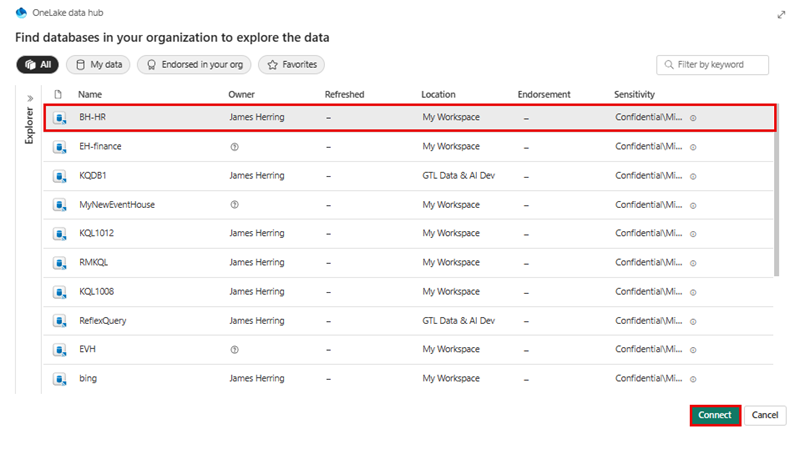 OneLake data hub
Find databases in your organization to explore the data
All My data Endorsed in your org Favorites Filter by keyword
Explorer
Name Owner Refreshed Location Endorsement Sensitivity
BH-HR James Herring – My Workspace – Confidential\Mi...
EH-finance – My Workspace – Confidential\Mi...
KQDB1 James Herring – GTL Data & AI Dev – Confidential\Mi...
MyNewEventHouse – My Workspace – Confidential\Mi...
KQL1012 James Herring – My Workspace – Confidential\Mi...
RMKQL James Herring – My Workspace – Confidential\Mi...
KQL1008 James Herring – My Workspace – Confidential\Mi...
ReflexQuery James Herring – GTL Data & AI Dev – Confidential\Mi...
EVH – My Workspace – Confidential\Mi...
bing James Herring – My Workspace – Confidential\Mi...
Connect Cancel